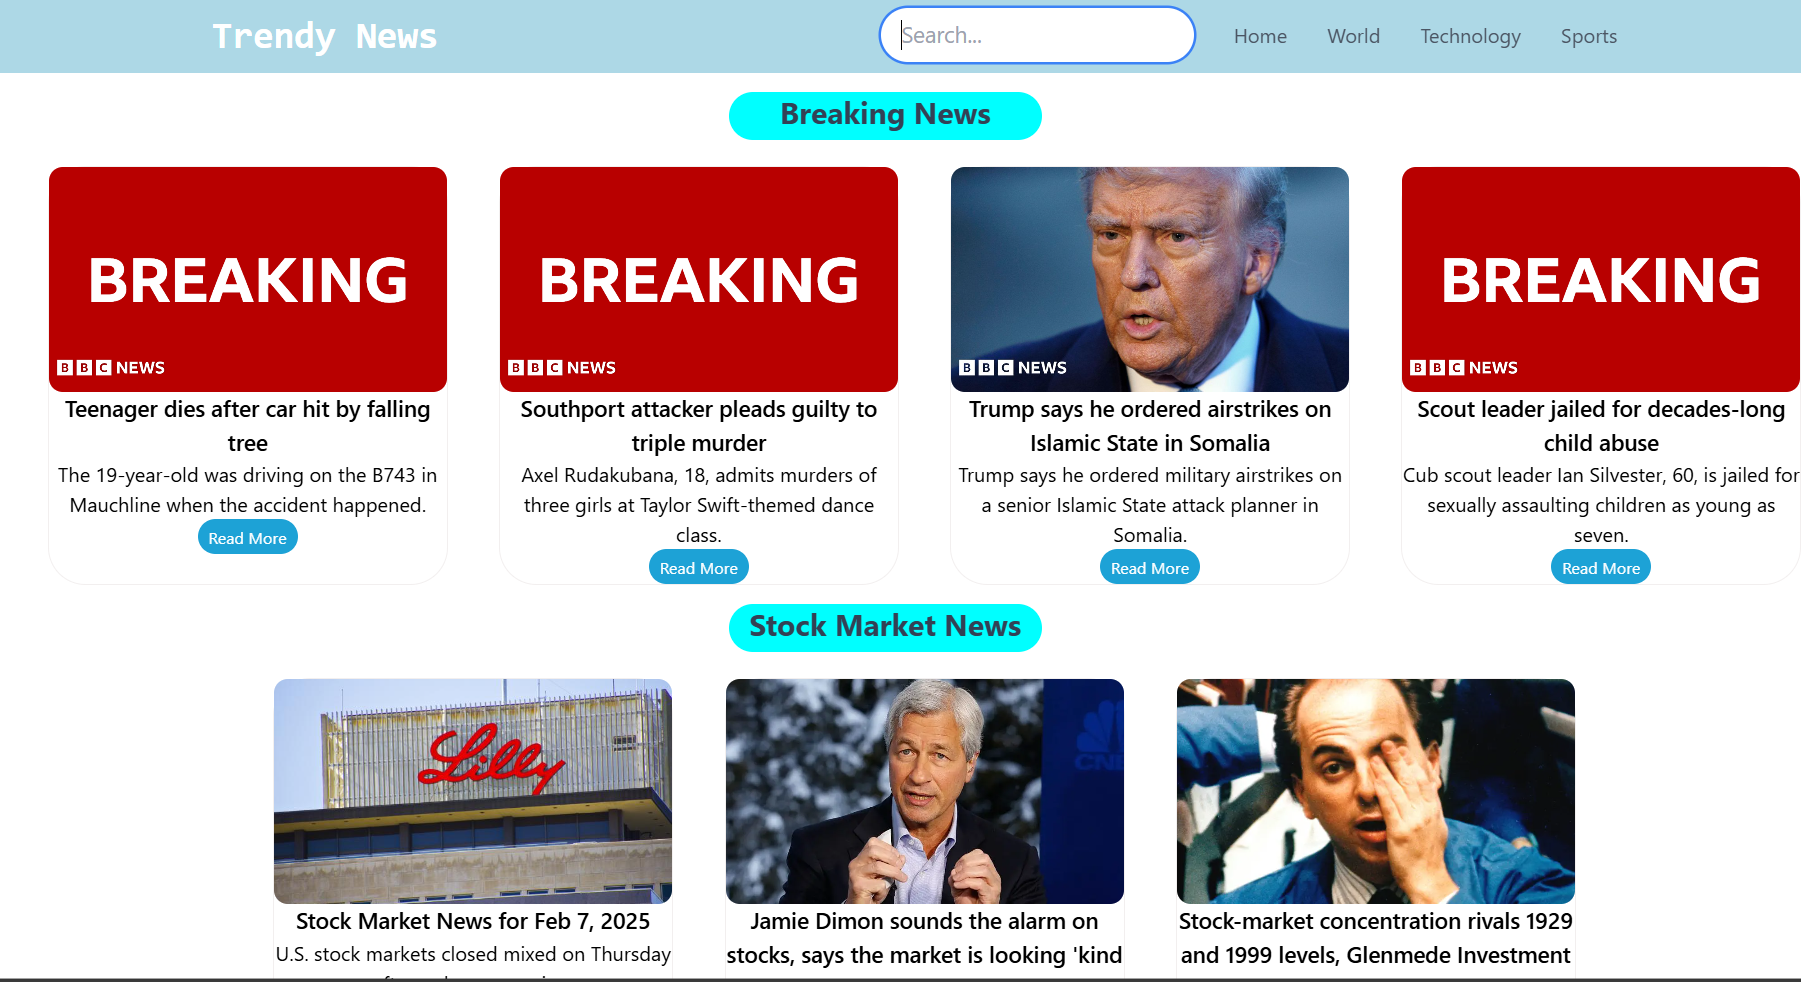 Trendy News
Search...
Home
World
Technology
Sports
Breaking News
BREAKING
BBC NEWS
Teenager dies after car hit by falling
tree
The 19-year-old was driving on the B743 in
Mauchline when the accident happened.
Read More
BREAKING
BBC NEWS
Southport attacker pleads guilty to
triple murder
Axel Rudakubana, 18, admits murders of
three girls at Taylor Swift-themed dance
class.
Read More
BBC NEWS
Trump says he ordered airstrikes on
Islamic State in Somalia
Trump says he ordered military airstrikes on
a senior Islamic State attack planner in
Somalia.
Read More
BREAKING
BBC NEWS
Scout leader jailed for decades-long
child abuse
Cub scout leader Ian Silvester, 60, is jailed for
sexually assaulting children as young as
seven.
Read More
Stock Market News
Lilly
Stock Market News for Feb 7, 2025
U.S. stock markets closed mixed on Thursday
Jamie Dimon sounds the alarm on
stocks, says the market is looking 'kind
Stock-market concentration rivals 1929
and 1999 levels, Glenmede Investment